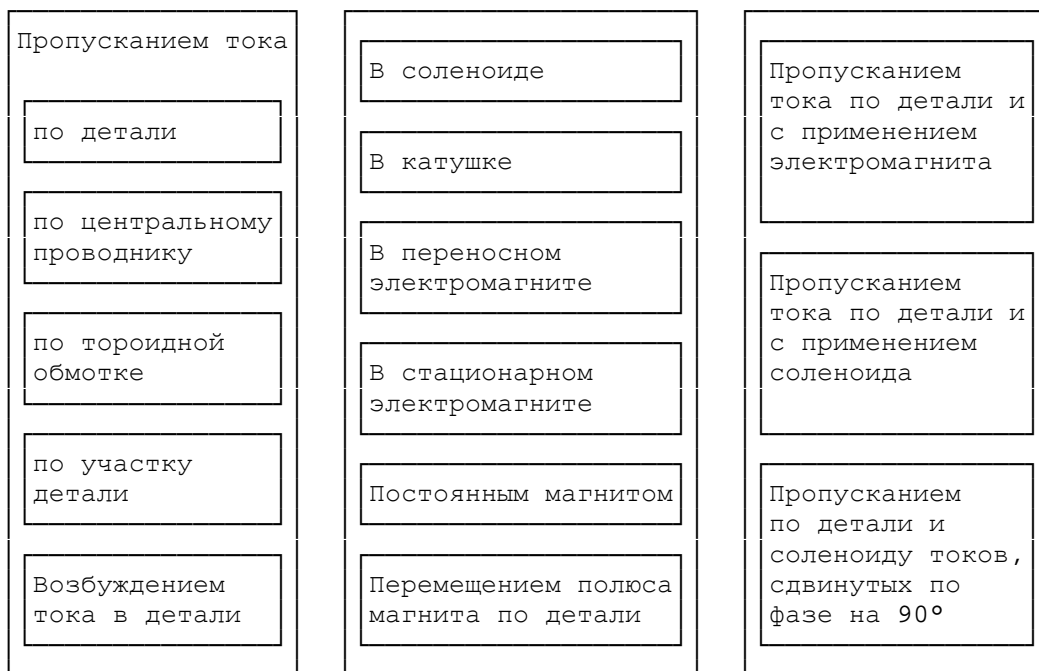 Пропусканием тока
по детали
по центральному
проводнику
по тороидной
обмотке
по участку
детали
Возбуждением
тока в детали
В соленоиде
В катушке
В переносном
электромагните
В стационарном
электромагните
Постоянным магнитом
Перемещением полюса
магнита по детали
Пропусканием
тока по детали и
с применением
электромагнита
Пропусканием
тока по детали и
с применением
соленоида
Пропусканием
по детали и
соленоиду токов,
сдвинутых по
фазе на 90°